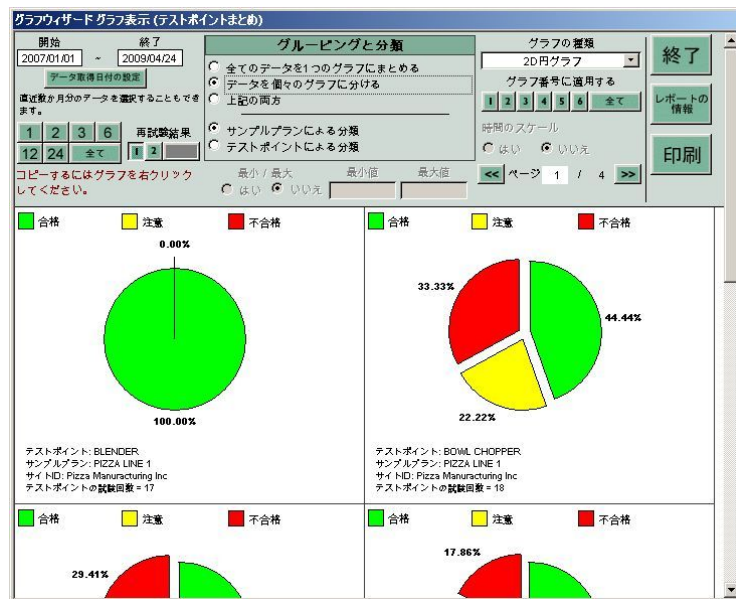 グラフウィザード グラフ表示 (テストポイントまとめ)
開始 終了
2007/01/01 ~ 2009/04/24
データ取得日付の設定
直近数か月分のデータを選択することもできます。
1 2 3 6
12 24 全て
再試験結果
1 2
コピーするにはグラフを右クリックしてください。
グルーピングと分類
全てのデータを1つのグラフにまとめる
データを個々のグラフに分ける
上記の両方
サンプルプランによる分類
テストポイントによる分類
最小 / 最大 最小値 最大値
はい いいえ
グラフの種類
2D円グラフ
グラフ番号に適用する
1 2 3 4 5 6 全て
時間のスケール
はい いいえ
<< ページ 1 / 4 >>
終了
レポートの情報
印刷
合格 注意 不合格
0.00%
100.00%
テストポイント: BLENDER
サンプルプラン: PIZZA LINE 1
サイトID: Pizza Manuracturing Inc
テストポイントの試験回数 = 17
合格 注意 不合格
33.33%
44.44%
22.22%
テストポイント: BOWL CHOPPER
サンプルプラン: PIZZA LINE 1
サイトID: Pizza Manuracturing Inc
テストポイントの試験回数 = 18
合格 注意 不合格
29.41%
合格 注意 不合格
17.86%